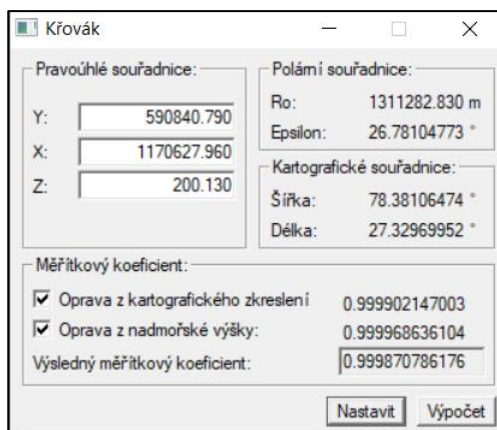 Křovák
Pravoúhlé souřadnice:
Y: 590840.790
X: 1170627.960
Z: 200.130
Polární souřadnice:
Ro: 1311282.830 m
Epsilon: 26.78104773 °
Kartografické souřadnice:
Šířka: 78.38106474 °
Délka: 27.32969952 °
Měřítkový koeficient:
Oprava z kartografického zkreslení 0.999902147003
Oprava z nadmořské výšky: 0.999968636104
Výsledný měřítkový koeficient: 0.999870786176
Nastavit Výpočet